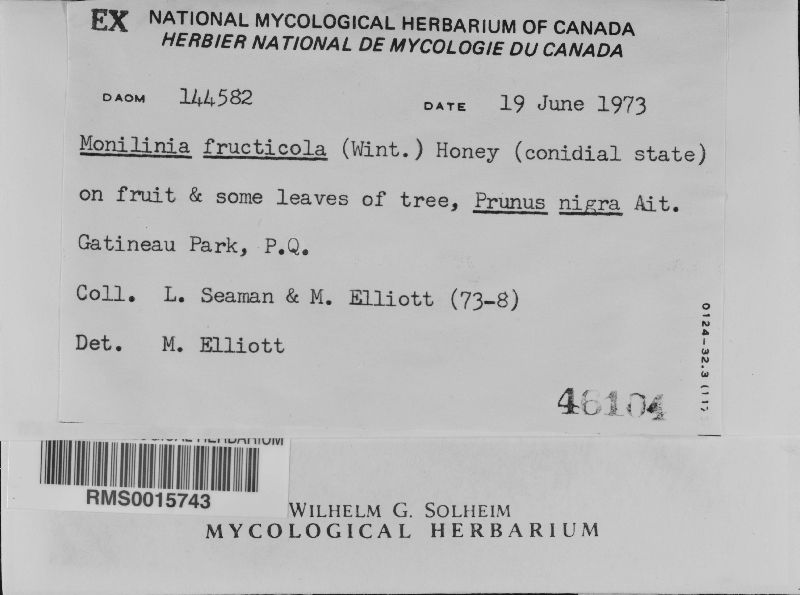 EX NATIONAL MYCOLOGICAL HERBARIUM OF CANADA
HERBIER NATIONAL DE MYCOLOGIE DU CANADA
DAOM 144582 DATE 19 June 1973
Monilinia fructicola (Wint.) Honey (conidial state)
on fruit & some leaves of tree, Prunus nigra Ait.
Gatineau Park, P.Q.
Coll. L. Seaman & M. Elliott (73-8)
Det. M. Elliott
0124-32.3
46104
HERBARIUM
RMS0015743
WILHELM G. SOLHEIM
MYCOLOGICAL HERBARIUM